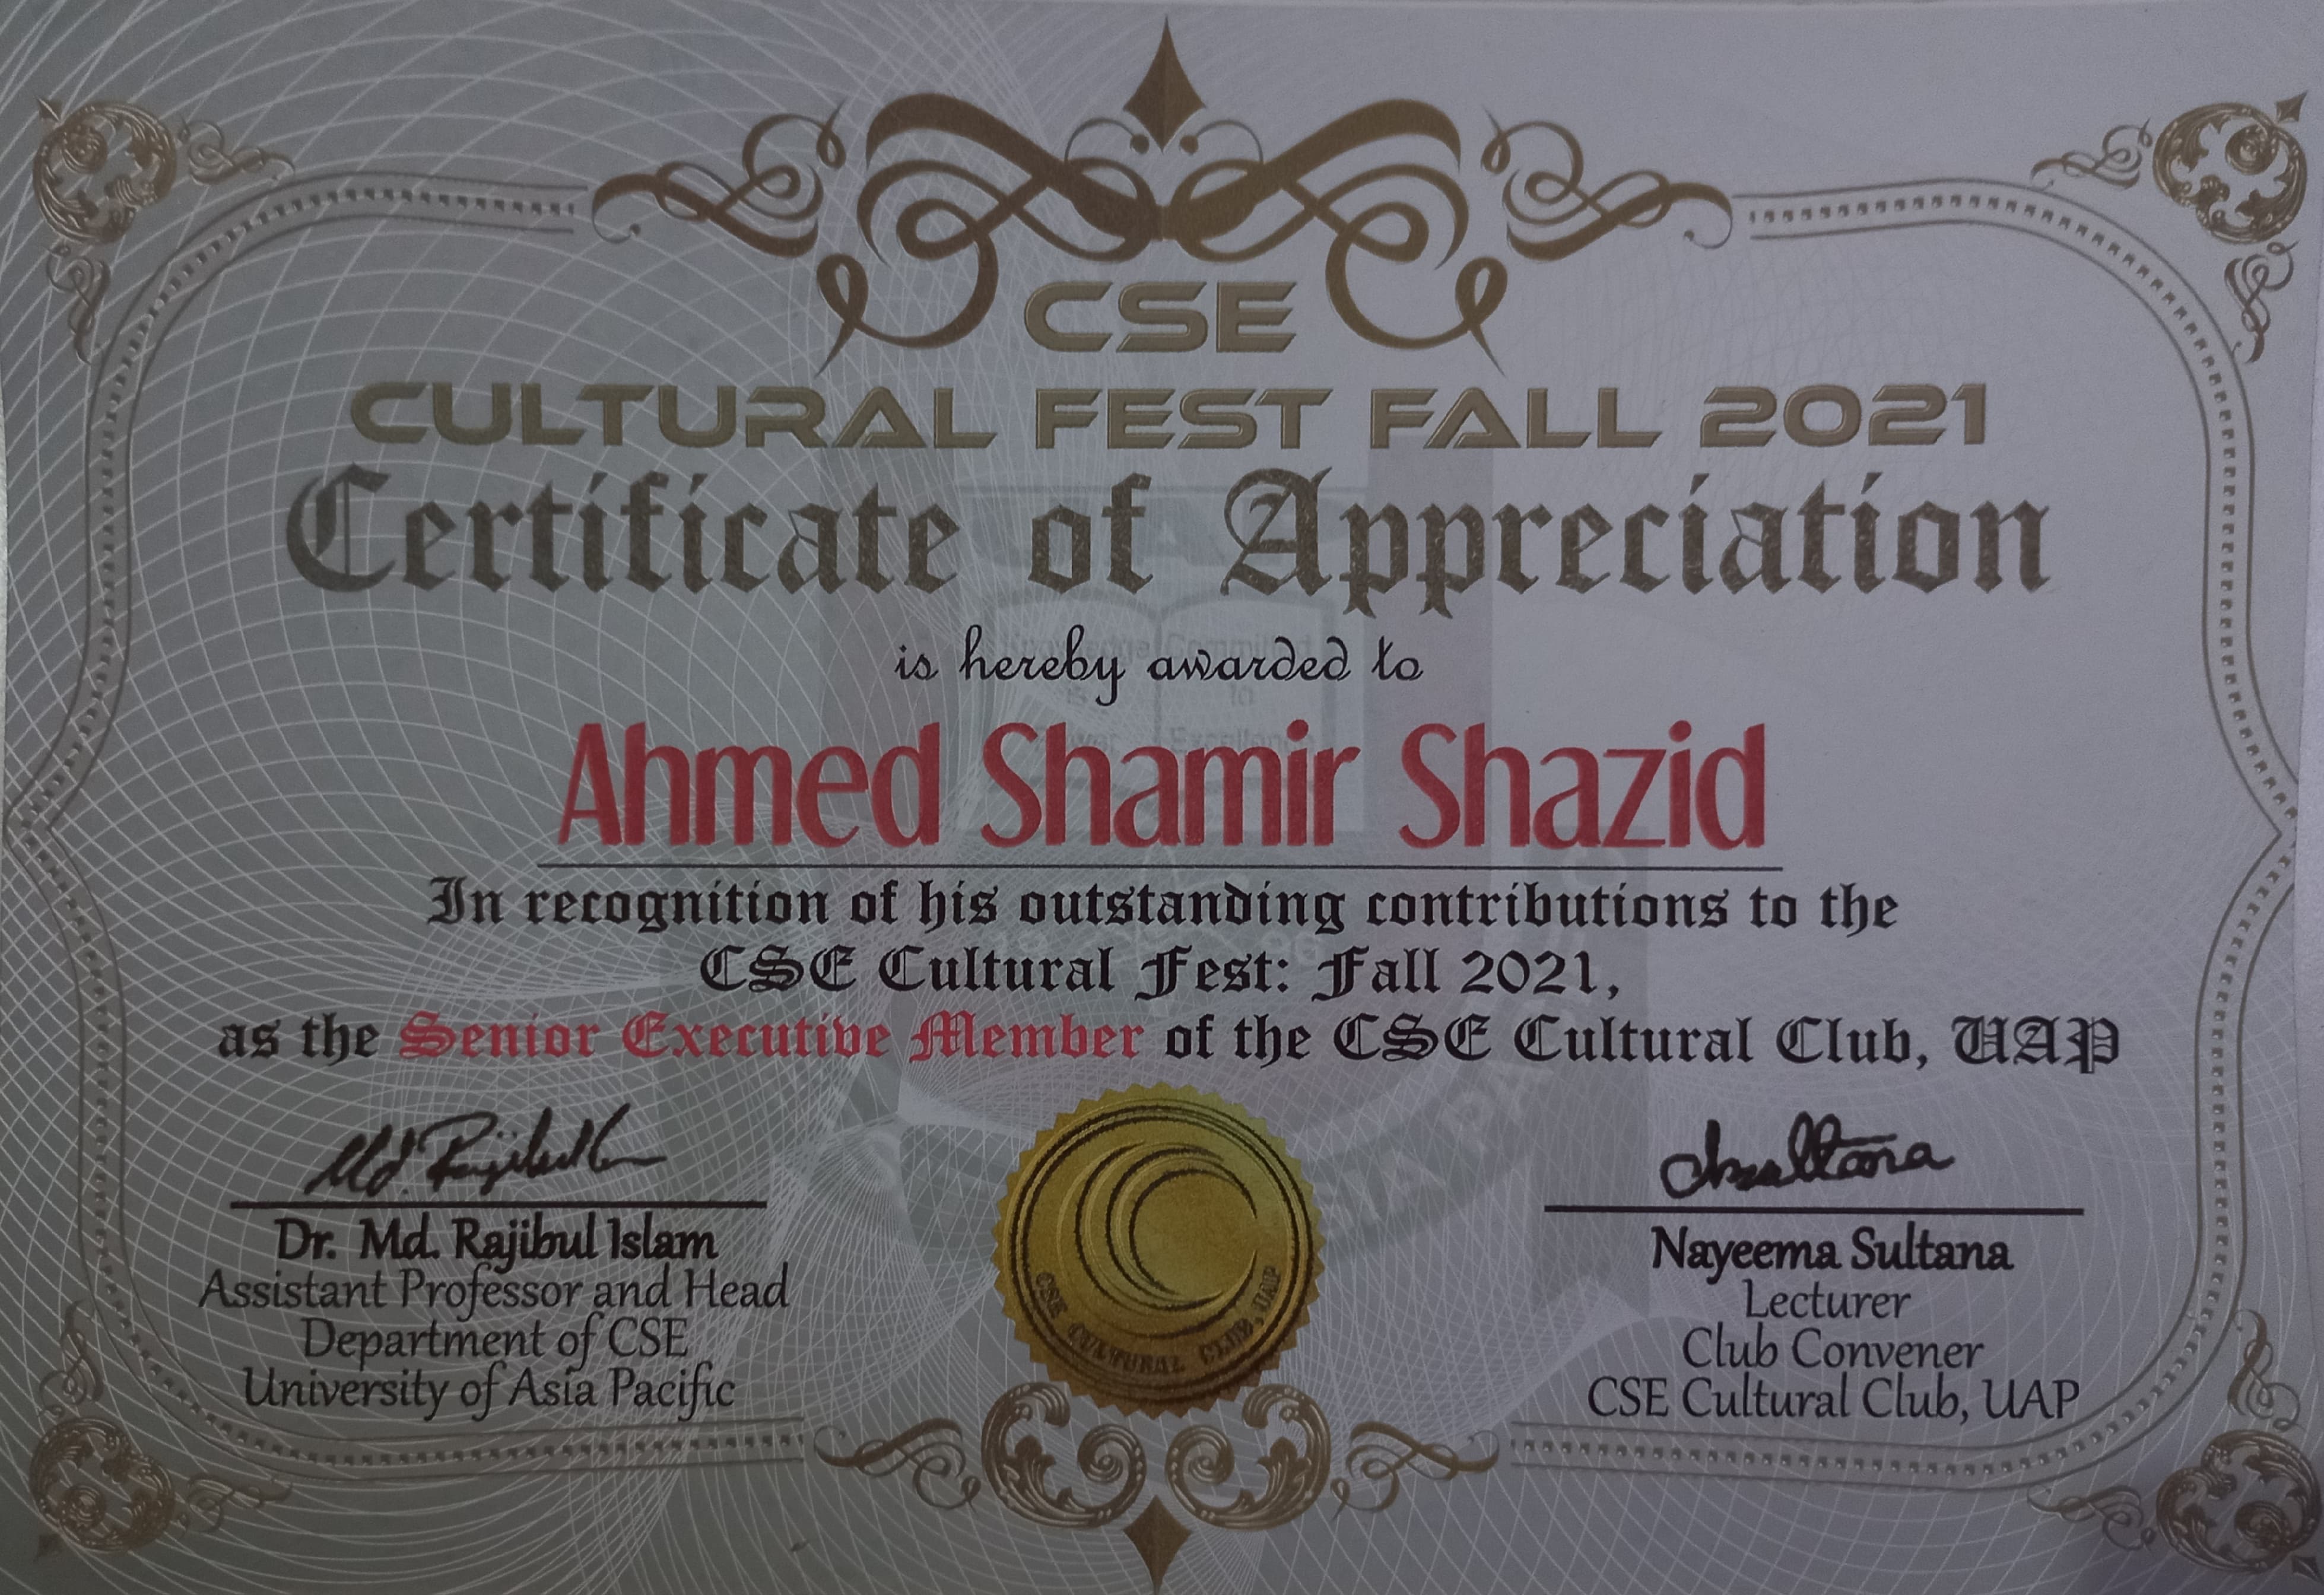 CSE
CULTURAL FEST FALL 2021
Certificate of Appreciation
is hereby awarded to
Ahmed Shamir Shazid
In recognition of his outstanding contributions to the
CSE Cultural Fest: Fall 2021,
as the Senior Executive Member of the CSE Cultural Club, UAP
Md. Rajibul
Dr. Md. Rajibul Islam
Assistant Professor and Head
Department of CSE
University of Asia Pacific
CSE CULTURAL CLUB, UAP
Nayeema Sultana
Lecturer
Club Convener
CSE Cultural Club, UAP